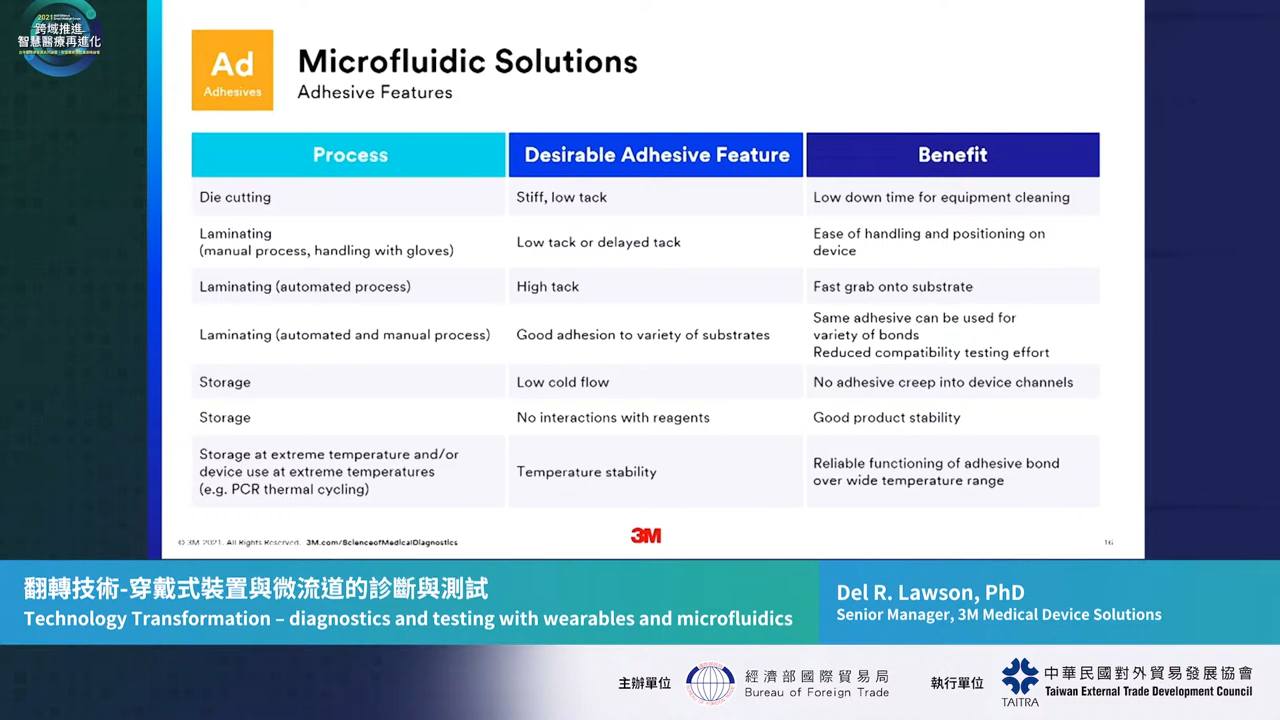 2021
跨域推進
智慧醫療再進化
Ad
Adhesives
Microfluidic Solutions
Adhesive Features
Process
Desirable Adhesive Feature
Benefit
Die cutting
Stiff, low tack
Low down time for equipment cleaning
Laminating
(manual process, handling with gloves)
Low tack or delayed tack
Ease of handling and positioning on
device
Laminating (automated process)
High tack
Fast grab onto substrate
Laminating (automated and manual process)
Good adhesion to variety of substrates
Same adhesive can be used for
variety of bonds
Reduced compatibility testing effort
Storage
Low cold flow
No adhesive creep into device channels
Storage
No interactions with reagents
Good product stability
Storage at extreme temperature and/or
device use at extreme temperatures
(e.g. PCR thermal cycling)
Temperature stability
Reliable functioning of adhesive bond
over wide temperature range
© 3M 2021. All Rights Reserved. 3M.com/ScienceofMedicalDiagnostics
3M
16
翻轉技術-穿戴式裝置與微流道的診斷與測試
Technology Transformation – diagnostics and testing with wearables and microfluidics
Del R. Lawson, PhD
Senior Manager, 3M Medical Device Solutions
主辦單位
經濟部國際貿易局
Bureau of Foreign Trade
執行單位
TAITRA
中華民國對外貿易發展協會
Taiwan External Trade Development Council